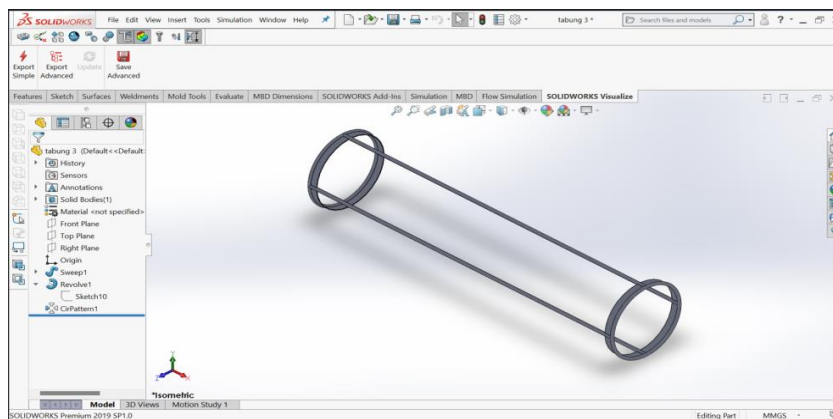 SOLIDWORKS File Edit View Insert Tools Simulation Window Help tabung 3 * Search files and models
Export Simple
Export Advanced
Update
Save Advanced
Features Sketch Surfaces Weldments Mold Tools Evaluate MBD Dimensions SOLIDWORKS Add-Ins Simulation MBD Flow Simulation SOLIDWORKS Visualize
tabung 3 (Default<<Default
History
Sensors
Annotations
Solid Bodies(1)
Material <not specified>
Front Plane
Top Plane
Right Plane
Origin
Sweep1
Revolve1
Sketch10
CirPattern1
*Isometric
Model 3D Views Motion Study 1
SOLIDWORKS Premium 2019 SP1.0 Editing Part MMGS